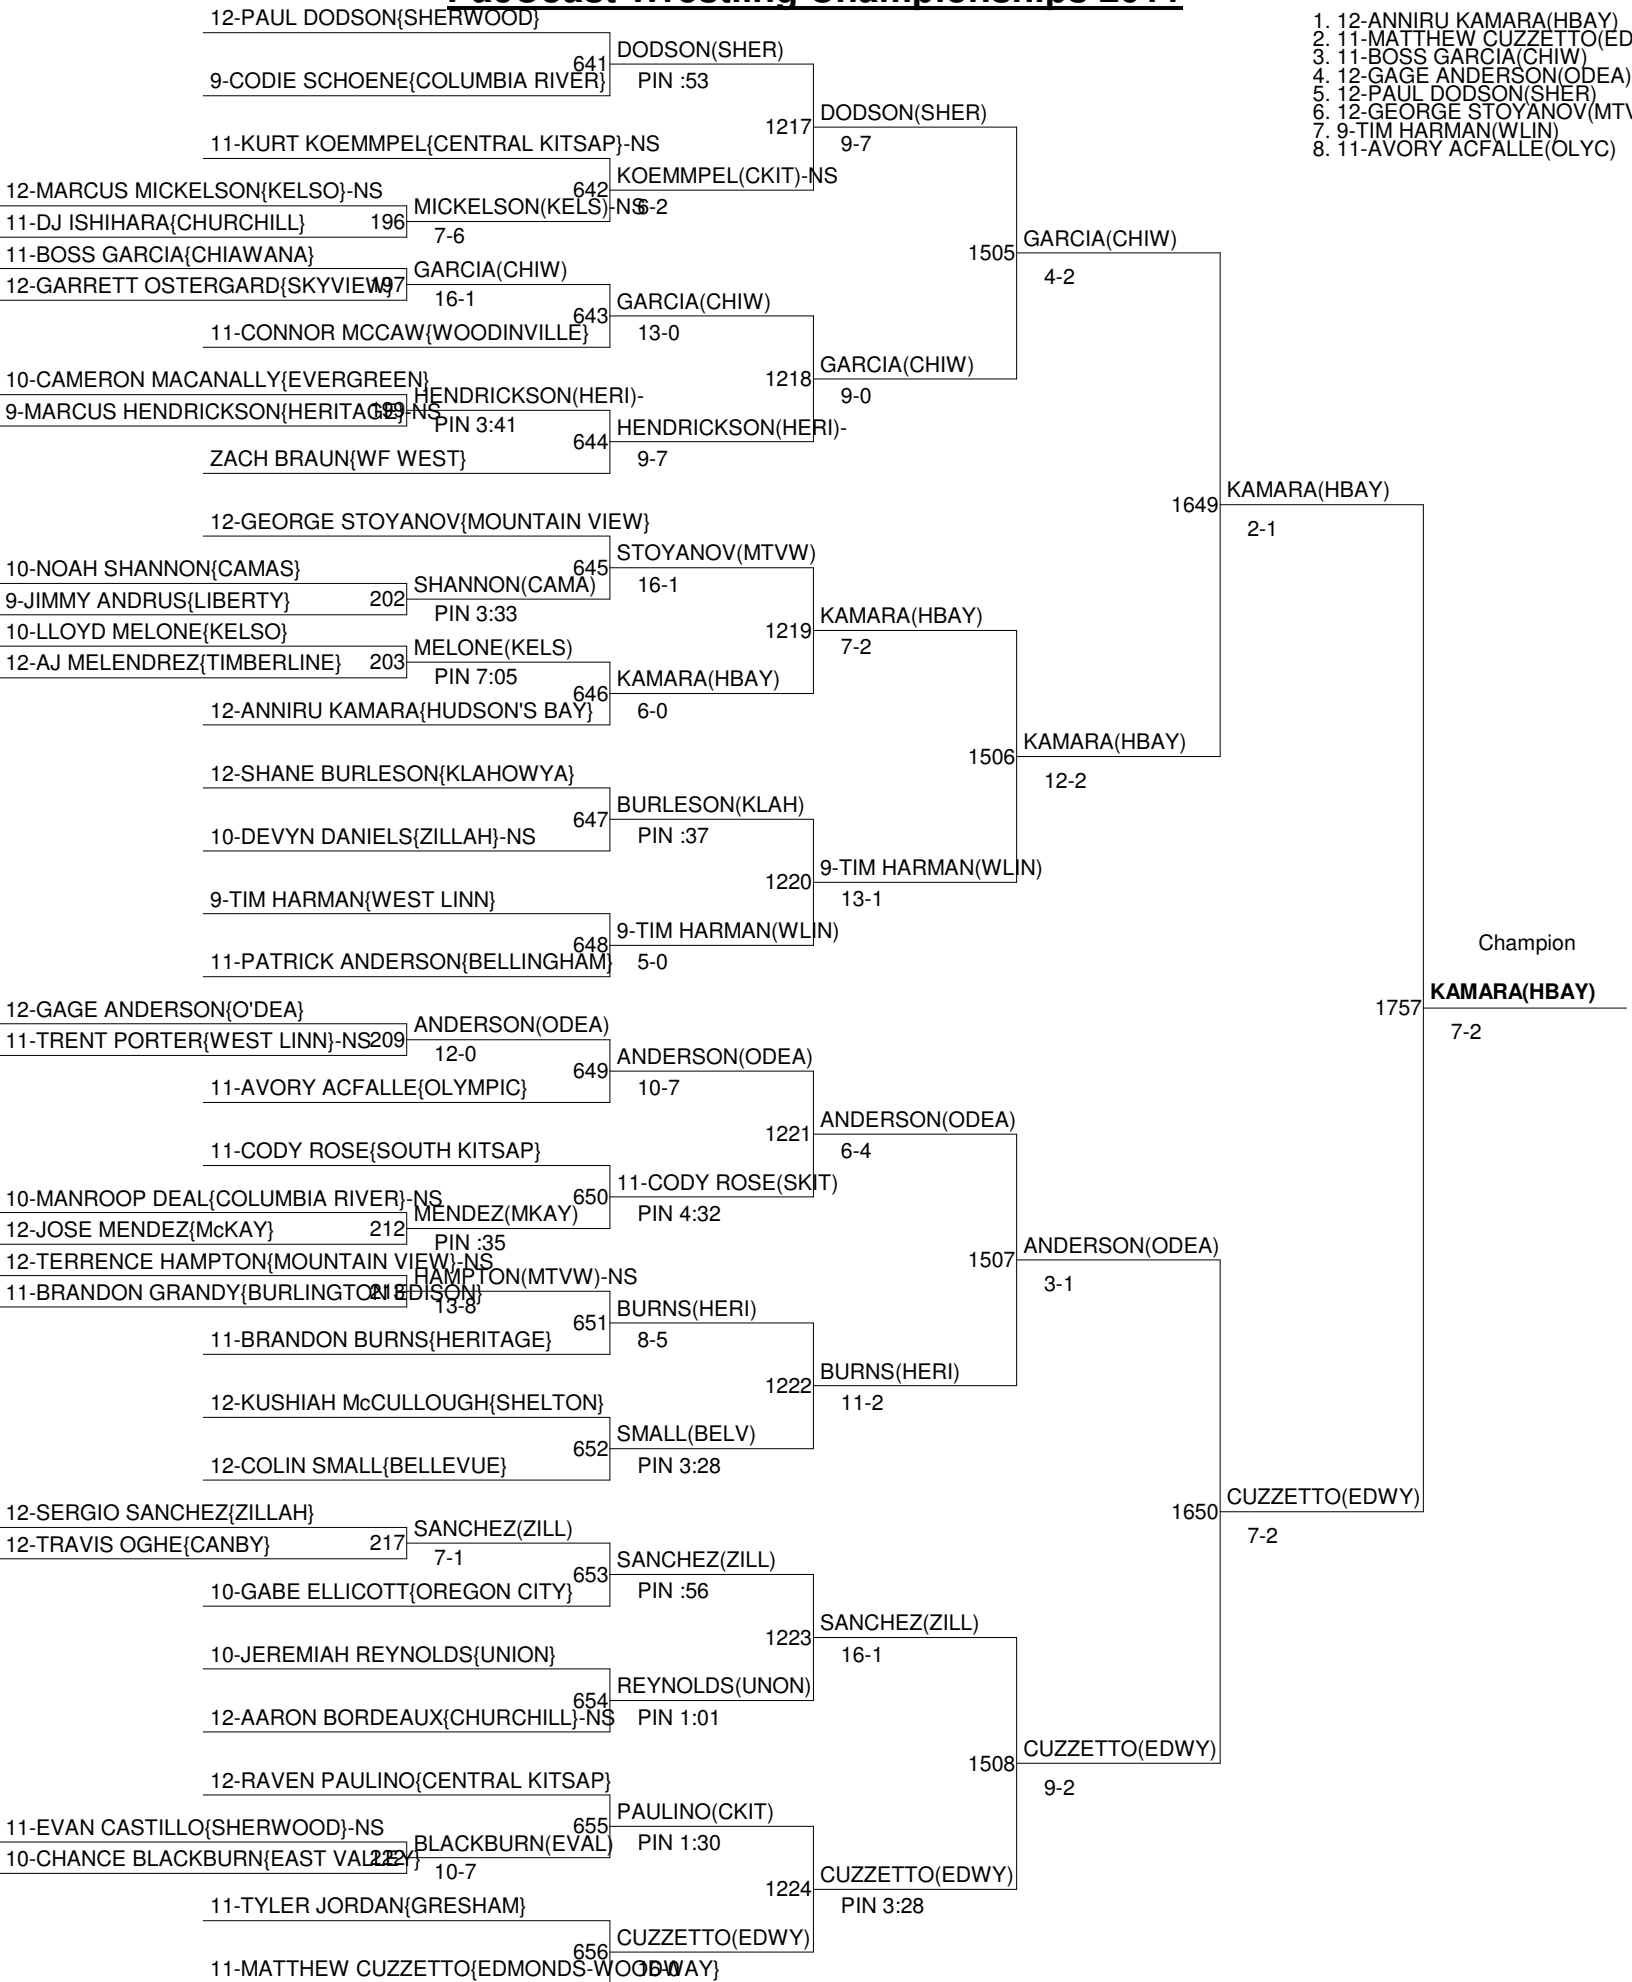 PacCoast Wrestling Championships 2011
1. 12-ANNIRU KAMARA(HBAY)
2. 11-MATTHEW CUZZETTO(ED
3. 11-BOSS GARCIA(CHIW)
4. 12-GAGE ANDERSON(ODEA)
5. 12-PAUL DODSON(SHER)
6. 12-GEORGE STOYANOV(MTV
7. 9-TIM HARMAN(WLIN)
8. 11-AVORY ACFALLE(OLYC)
12-PAUL DODSON{SHERWOOD}
641 DODSON(SHER)
9-CODIE SCHOENE{COLUMBIA RIVER}
PIN :53
1217 DODSON(SHER)
9-7
11-KURT KOEMMPEL{CENTRAL KITSAP}-NS
642 KOEMMPEL(CKIT)-NS
6-2
12-MARCUS MICKELSON{KELSO}-NS
196 MICKELSON(KELS)-NS
11-DJ ISHIHARA{CHURCHILL}
7-6
1505 GARCIA(CHIW)
4-2
11-BOSS GARCIA{CHIAWANA}
197 GARCIA(CHIW)
12-GARRETT OSTERGARD{SKYVIEW}
16-1
643 GARCIA(CHIW)
13-0
11-CONNOR MCCAW{WOODINVILLE}
1218 GARCIA(CHIW)
9-0
10-CAMERON MACANALLY{EVERGREEN}
199 HENDRICKSON(HERI)-
9-MARCUS HENDRICKSON{HERITAGE}-NS
PIN 3:41
644 HENDRICKSON(HERI)-
9-7
ZACH BRAUN{WF WEST}
1649 KAMARA(HBAY)
2-1
12-GEORGE STOYANOV{MOUNTAIN VIEW}
645 STOYANOV(MTVW)
16-1
10-NOAH SHANNON{CAMAS}
202 SHANNON(CAMA)
9-JIMMY ANDRUS{LIBERTY}
PIN 3:33
1219 KAMARA(HBAY)
7-2
10-LLOYD MELONE{KELSO}
203 MELONE(KELS)
12-AJ MELENDREZ{TIMBERLINE}
PIN 7:05
646 KAMARA(HBAY)
6-0
12-ANNIRU KAMARA{HUDSON'S BAY}
1506 KAMARA(HBAY)
12-2
12-SHANE BURLESON{KLAHOWYA}
647 BURLESON(KLAH)
PIN :37
10-DEVYN DANIELS{ZILLAH}-NS
1220 9-TIM HARMAN(WLIN)
13-1
9-TIM HARMAN{WEST LINN}
648 9-TIM HARMAN(WLIN)
5-0
11-PATRICK ANDERSON{BELLINGHAM}
Champion
1757 KAMARA(HBAY)
7-2
12-GAGE ANDERSON{O'DEA}
209 ANDERSON(ODEA)
11-TRENT PORTER{WEST LINN}-NS
12-0
649 ANDERSON(ODEA)
10-7
11-AVORY ACFALLE{OLYMPIC}
1221 ANDERSON(ODEA)
6-4
11-CODY ROSE{SOUTH KITSAP}
650 11-CODY ROSE(SKIT)
PIN 4:32
10-MANROOP DEAL{COLUMBIA RIVER}-NS
212 MENDEZ(MKAY)
12-JOSE MENDEZ{McKAY}
PIN :35
1507 ANDERSON(ODEA)
3-1
12-TERRENCE HAMPTON{MOUNTAIN VIEW}-NS
213 HAMPTON(MTVW)-NS
11-BRANDON GRANDY{BURLINGTON EDISON}
13-8
651 BURNS(HERI)
8-5
11-BRANDON BURNS{HERITAGE}
1222 BURNS(HERI)
11-2
12-KUSHIAH McCULLOUGH{SHELTON}
652 SMALL(BELV)
PIN 3:28
12-COLIN SMALL{BELLEVUE}
1650 CUZZETTO(EDWY)
7-2
12-SERGIO SANCHEZ{ZILLAH}
217 SANCHEZ(ZILL)
12-TRAVIS OGHE{CANBY}
7-1
653 SANCHEZ(ZILL)
PIN :56
10-GABE ELLICOTT{OREGON CITY}
1223 SANCHEZ(ZILL)
16-1
10-JEREMIAH REYNOLDS{UNION}
654 REYNOLDS(UNON)
PIN 1:01
12-AARON BORDEAUX{CHURCHILL}-NS
1508 CUZZETTO(EDWY)
9-2
12-RAVEN PAULINO{CENTRAL KITSAP}
655 PAULINO(CKIT)
PIN 1:30
11-EVAN CASTILLO{SHERWOOD}-NS
222 BLACKBURN(EVAL)
10-CHANCE BLACKBURN{EAST VALLEY}
10-7
1224 CUZZETTO(EDWY)
PIN 3:28
11-TYLER JORDAN{GRESHAM}
656 CUZZETTO(EDWY)
16-0
11-MATTHEW CUZZETTO{EDMONDS-WOODWAY}